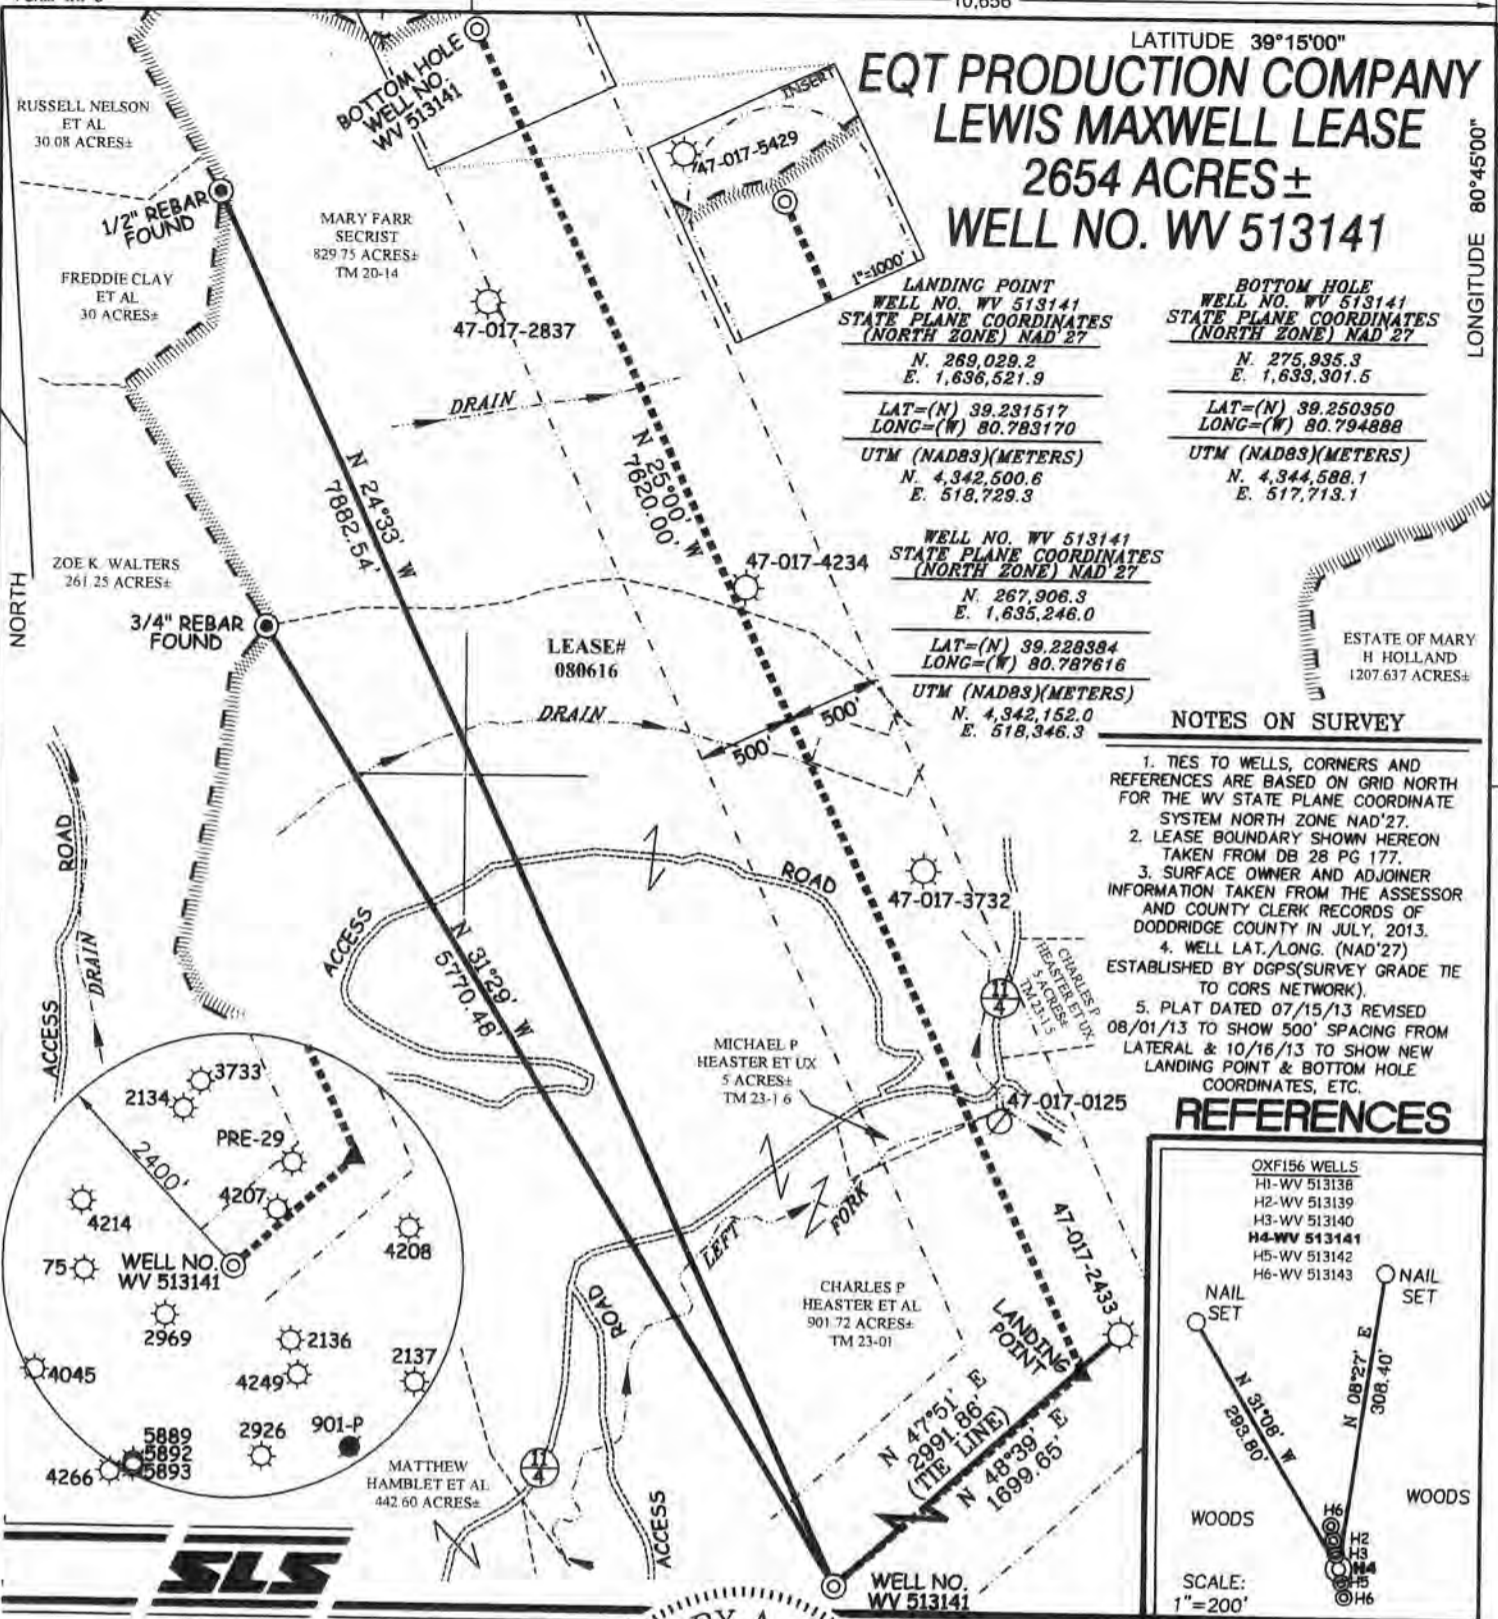 10,656
LATITUDE 39°15'00"
EQT PRODUCTION COMPANY
LEWIS MAXWELL LEASE
2654 ACRES±
WELL NO. WV 513141
LONGITUDE 80°45'00"
BOTTOM HOLE
WELL NO.
WV 513141
INSERT
47-017-5429
1"=1000'
RUSSELL NELSON
ET AL
30.08 ACRES±
1/2" REBAR
FOUND
MARY FARR
SECRIST
829.75 ACRES±
TM 20-14
FREDDIE CLAY
ET AL
30 ACRES±
47-017-2837
LANDING POINT
WELL NO. WV 513141
STATE PLANE COORDINATES
(NORTH ZONE) NAD'27
N. 269,029.2
E. 1,636,521.9
LAT=(N) 39.231517
LONG=(W) 80.783170
UTM (NAD83)(METERS)
N. 4,342,500.6
E. 518,729.3
BOTTOM HOLE
WELL NO. WV 513141
STATE PLANE COORDINATES
(NORTH ZONE) NAD'27
N. 275,935.3
E. 1,633,301.5
LAT=(N) 39.250350
LONG=(W) 80.794888
UTM (NAD83)(METERS)
N. 4,344,588.1
E. 517,713.1
WELL NO. WV 513141
STATE PLANE COORDINATES
(NORTH ZONE) NAD'27
N. 267,906.3
E. 1,635,246.0
LAT=(N) 39.228384
LONG=(W) 80.787616
UTM (NAD83)(METERS)
N. 4,342,152.0
E. 518,346.3
DRAIN
N 24°33' W
7882.54'
N 25°00' W
7620.00'
47-017-4234
ZOE K. WALTERS
261.25 ACRES±
NORTH
3/4" REBAR
FOUND
LEASE#
080616
DRAIN
500'
500'
ESTATE OF MARY
H HOLLAND
1207.637 ACRES±
NOTES ON SURVEY
1. TIES TO WELLS, CORNERS AND
REFERENCES ARE BASED ON GRID NORTH
FOR THE WV STATE PLANE COORDINATE
SYSTEM NORTH ZONE NAD'27.
2. LEASE BOUNDARY SHOWN HEREON
TAKEN FROM DB 28 PG 177.
3. SURFACE OWNER AND ADJOINER
INFORMATION TAKEN FROM THE ASSESSOR
AND COUNTY CLERK RECORDS OF
DODDRIDGE COUNTY IN JULY, 2013.
4. WELL LAT./LONG. (NAD'27)
ESTABLISHED BY DGPS(SURVEY GRADE TIE
TO CORS NETWORK).
5. PLAT DATED 07/15/13 REVISED
08/01/13 TO SHOW 500' SPACING FROM
LATERAL & 10/16/13 TO SHOW NEW
LANDING POINT & BOTTOM HOLE
COORDINATES, ETC.
ACCESS ROAD
DRAIN
ACCESS
ROAD
N 31°29' W
5770.48'
47-017-3732
11
4
CHARLES P
HEASTER ET UX
5 ACRES±
TM 23-1.5
MICHAEL P
HEASTER ET UX
5 ACRES±
TM 23-1 6
47-017-0125
LEFT FORK
47-017-2433
CHARLES P
HEASTER ET AL
901.72 ACRES±
TM 23-01
LANDING
POINT
N 47°51' E
2991.86'
(TIE LINE)
N 48°39' E
1699.65'
WELL NO.
WV 513141
ROAD
ACCESS
11
4
MATTHEW
HAMBLET ET AL
442.60 ACRES±
3733
2134
PRE-29
2400'
4207
4214
4208
75
WELL NO.
WV 513141
2969
2136
2137
4045
4249
5889
5892
5893
2926
901-P
4266
SLS
REFERENCES
OXF156 WELLS
H1-WV 513138
H2-WV 513139
H3-WV 513140
H4-WV 513141
H5-WV 513142
H6-WV 513143
NAIL
SET
NAIL
SET
N 31°08' W
293.80'
N 08°27' E
308.40'
WOODS
WOODS
H6
H2
H3
H4
H5
H6
SCALE:
1"=200'